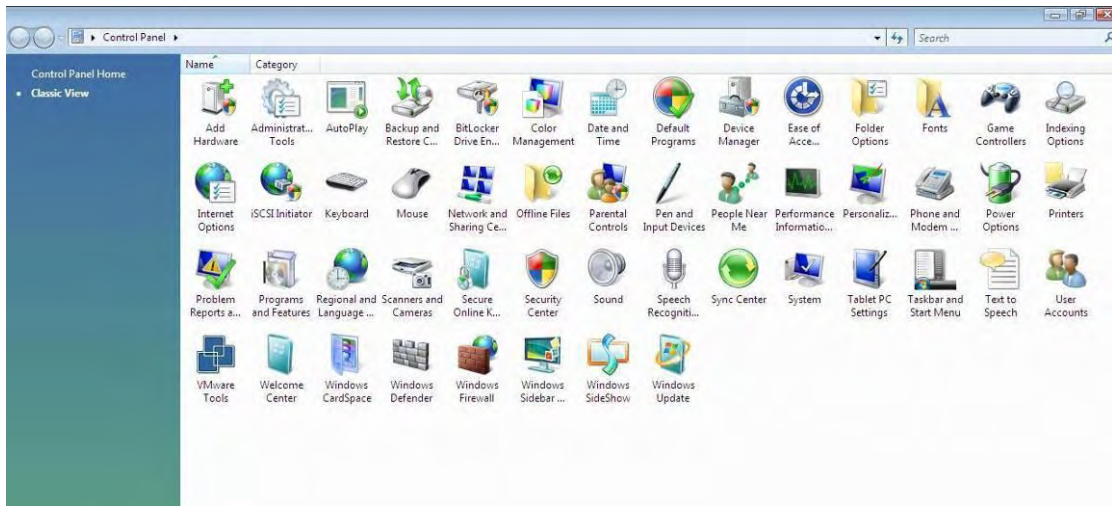 Control Panel
Search
Control Panel Home
Classic View
Name Category
Add Hardware
Administrat... Tools
AutoPlay
Backup and Restore C...
BitLocker Drive En...
Color Management
Date and Time
Default Programs
Device Manager
Ease of Acce...
Folder Options
Fonts
Game Controllers
Indexing Options
Internet Options
iSCSI Initiator
Keyboard
Mouse
Network and Sharing Ce...
Offline Files
Parental Controls
Pen and Input Devices
People Near Me
Performance Informatio...
Personaliz...
Phone and Modem ...
Power Options
Printers
Problem Reports a...
Programs and Features
Regional and Language ...
Scanners and Cameras
Secure Online K...
Security Center
Sound
Speech Recogniti...
Sync Center
System
Tablet PC Settings
Taskbar and Start Menu
Text to Speech
User Accounts
VMware Tools
Welcome Center
Windows CardSpace
Windows Defender
Windows Firewall
Windows Sidebar ...
Windows SideShow
Windows Update